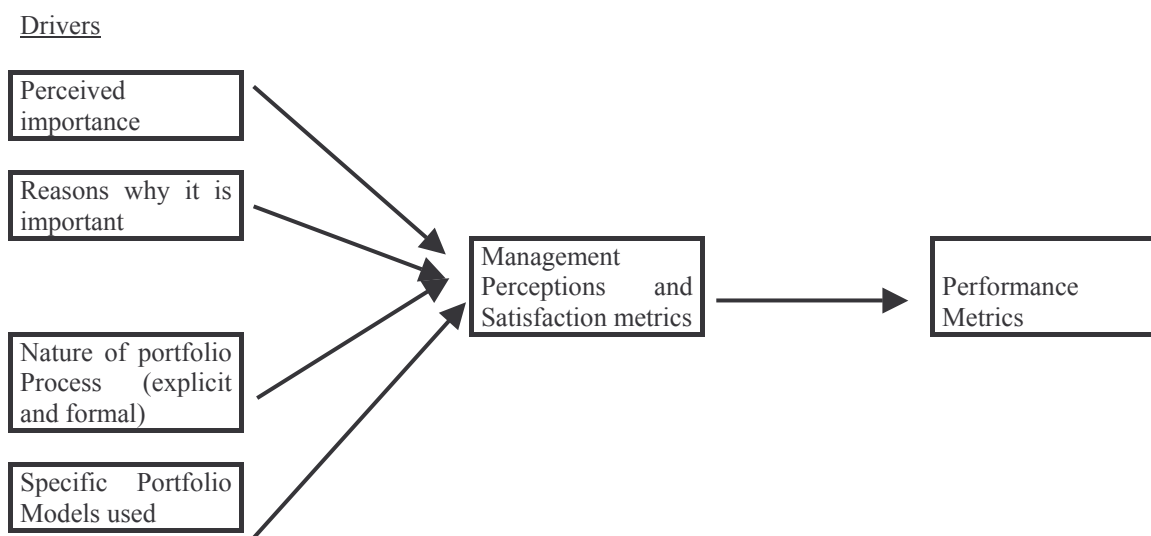 Drivers
Perceived
importance
Reasons why it is
important
Nature of portfolio
Process (explicit
and formal)
Specific Portfolio
Models used
Management
Perceptions and
Satisfaction metrics
Performance
Metrics